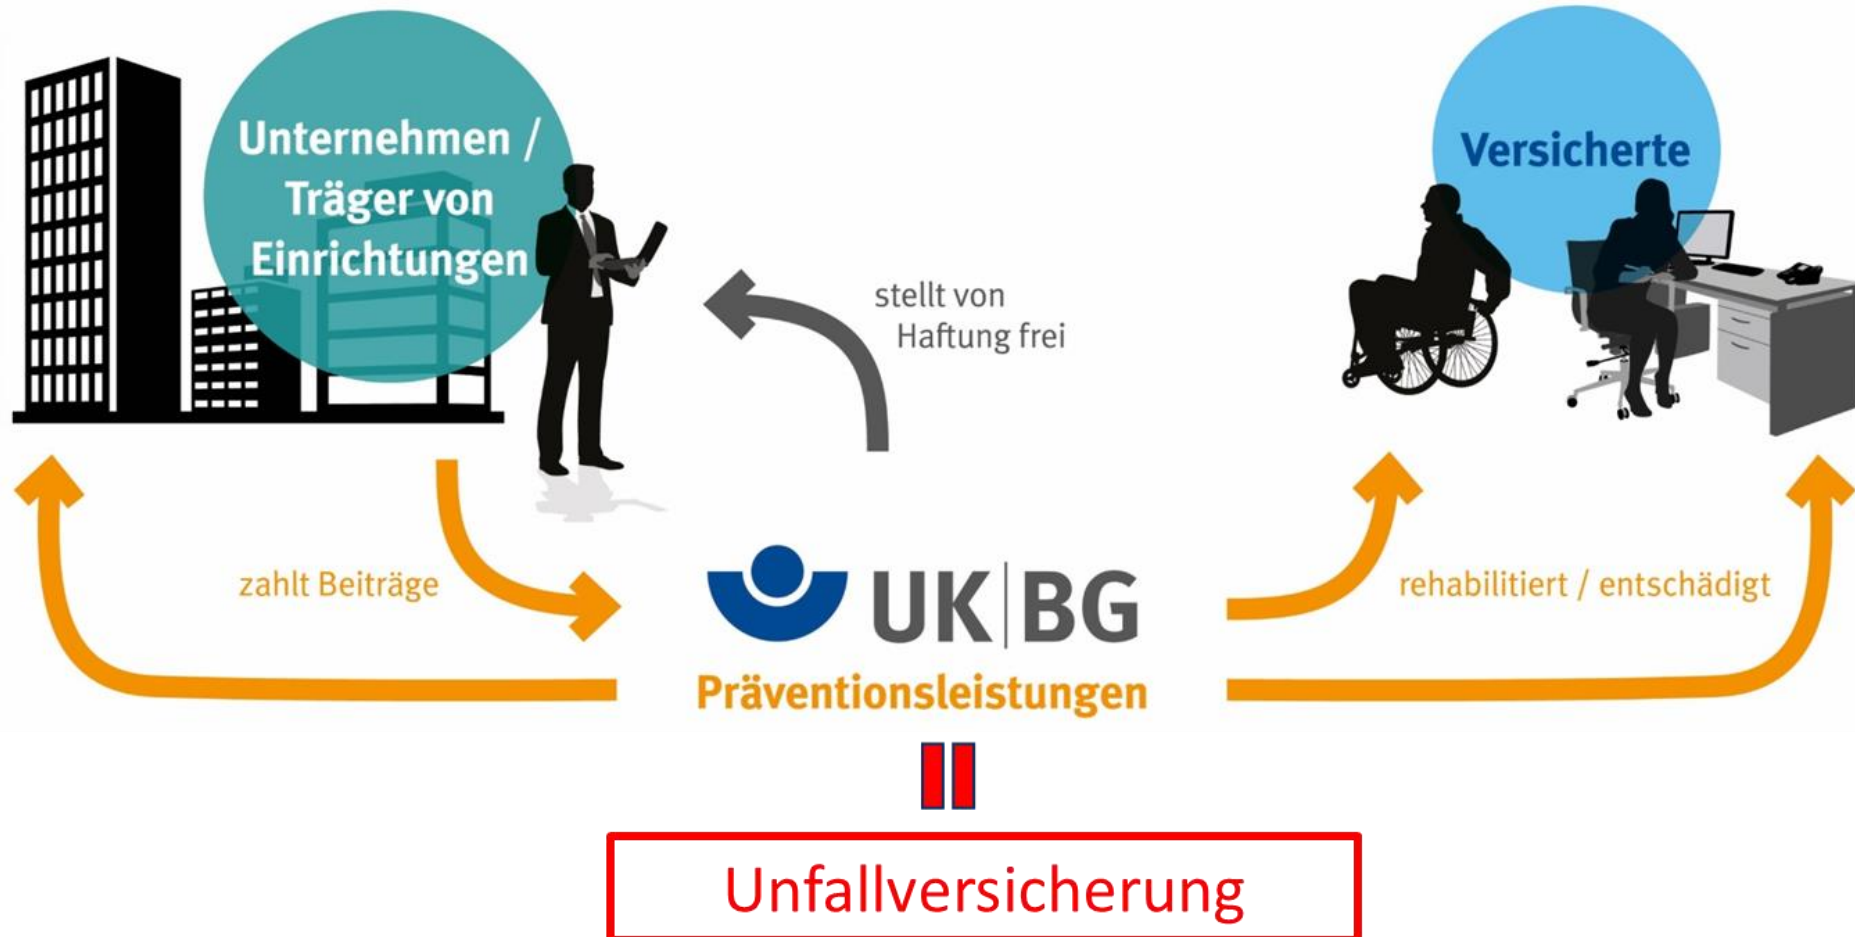 Unternehmen /
Träger von
Einrichtungen
Versicherte
stellt von
Haftung frei
zahlt Beiträge
UK|BG
rehabilitiert / entschädigt
Präventionsleistungen
Unfallversicherung